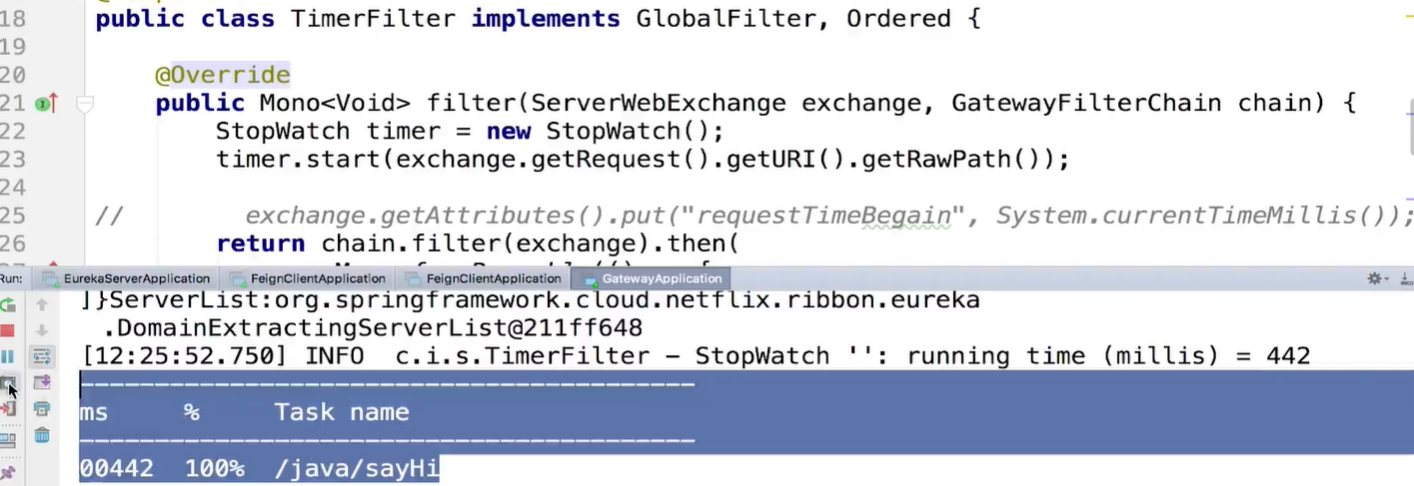 18 public class TimerFilter implements GlobalFilter, Ordered {
19
20 @Override
21 public Mono<Void> filter(ServerWebExchange exchange, GatewayFilterChain chain) {
22 StopWatch timer = new StopWatch();
23 timer.start(exchange.getRequest().getURI().getRawPath());
24
25 // exchange.getAttributes().put("requestTimeBegain", System.currentTimeMillis());
26 return chain.filter(exchange).then(
Run: EurekaServerApplication FeignClientApplication FeignClientApplication GatewayApplication
]}ServerList:org.springframework.cloud.netflix.ribbon.eureka
.DomainExtractingServerList@211ff648
[12:25:52.750] INFO c.i.s.TimerFilter - StopWatch '': running time (millis) = 442
-----------------------------------------
ms % Task name
-----------------------------------------
00442 100% /java/sayHi